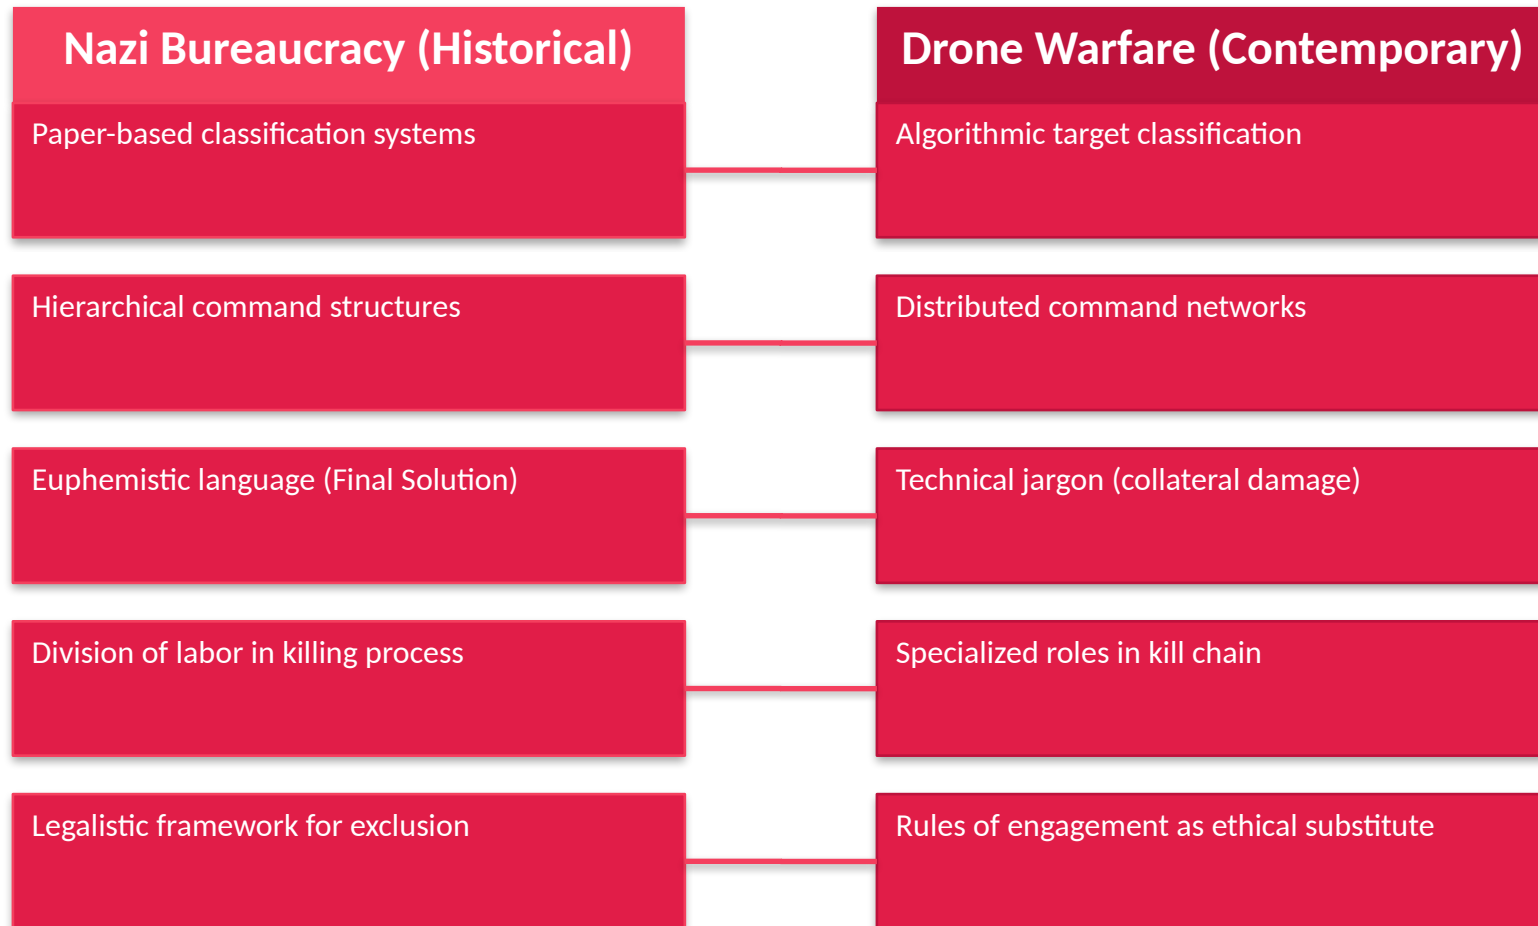 Nazi Bureaucracy (Historical)
Drone Warfare (Contemporary)
Paper-based classification systems
Algorithmic target classification
Hierarchical command structures
Distributed command networks
Euphemistic language (Final Solution)
Technical jargon (collateral damage)
Division of labor in killing process
Specialized roles in kill chain
Legalistic framework for exclusion
Rules of engagement as ethical substitute